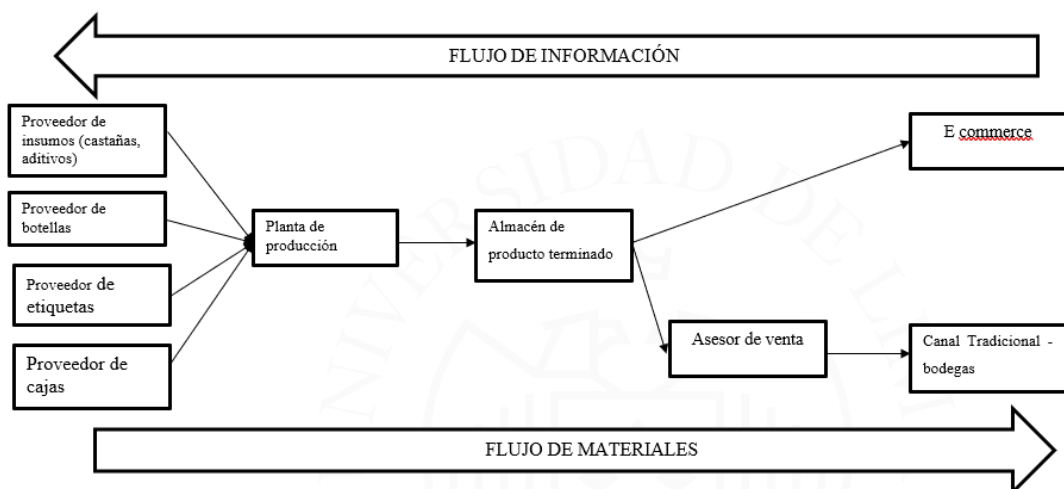 FLUJO DE INFORMACIÓN
Proveedor de
insumos (castañas,
aditivos)
E commerce
Proveedor de
botellas
Planta de
producción
Almacén de
producto terminado
Proveedor de
etiquetas
Proveedor de
cajas
Asesor de venta
Canal Tradicional -
bodegas
FLUJO DE MATERIALES